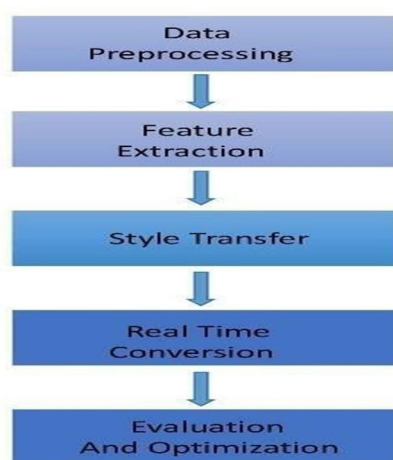 Data
Preprocessing
Feature
Extraction
Style Transfer
Real Time
Conversion
Evaluation
And Optimization